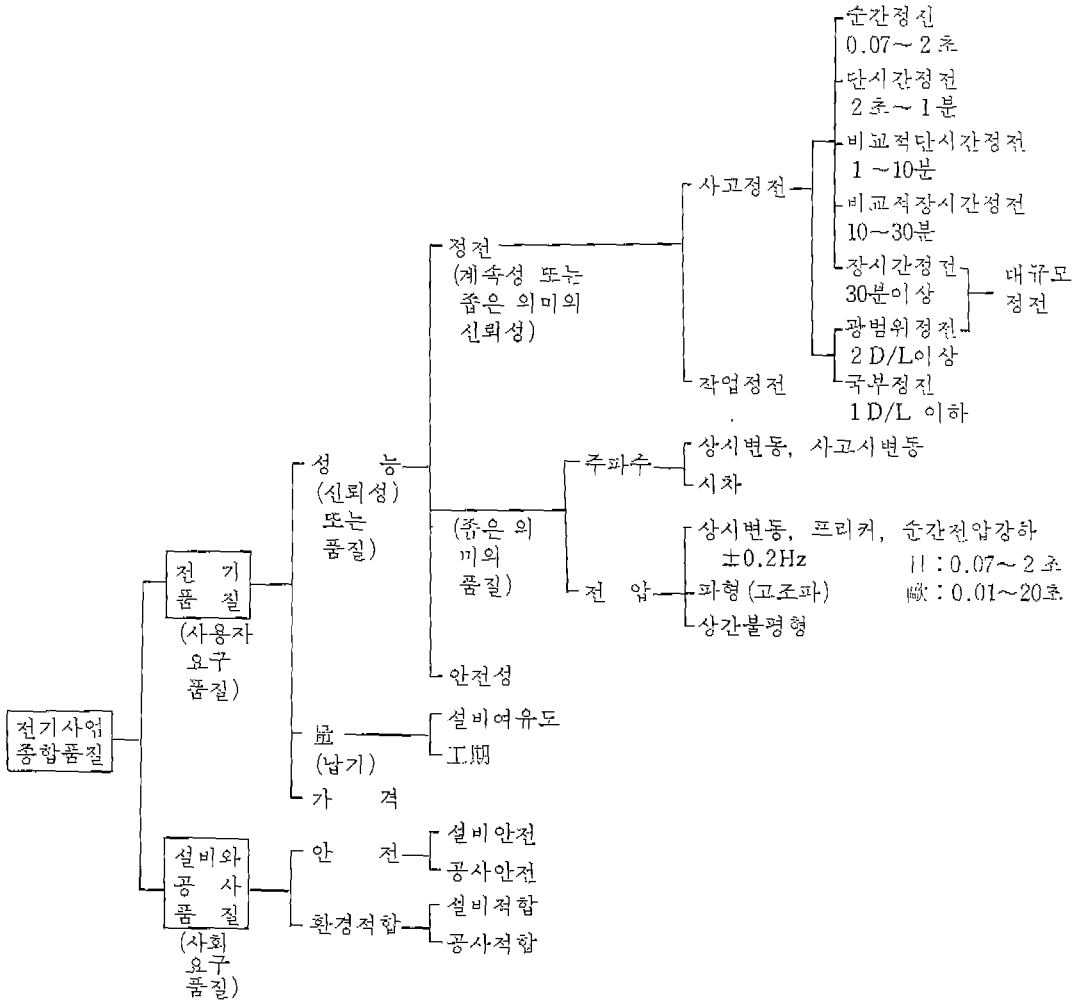 순간정전
0.07~2초
단시간정전
2초~1분
비교적단시간정전
1~10분
비교적장시간정전
10~30분
장시간정전
30분이상
대규모
정전
광범위정전
2 D/L이상
국부정전
1 D/L 이하
사고정전
작업정전
정전
(계속성 또는
좁은 의미의
신뢰성)
성 능
(신뢰성)
또는
품질)
(좁은 의
미의
품질)
주파수
상시변동, 사고시변동
시차
전 압
상시변동, 프리커, 순간전압강하
±0.2Hz
日:0.07~2초
歐:0.01~20초
파형(고조파)
상간불평형
안전성
전 기
품 질
(사용자
요구
품질)
量
(납기)
설비여유도
工期
가 격
전기사업
종합품질
설비와
공 사
품 질
(사회
요구
품질)
안 전
설비안전
공사안전
환경적합
설비적합
공사적합